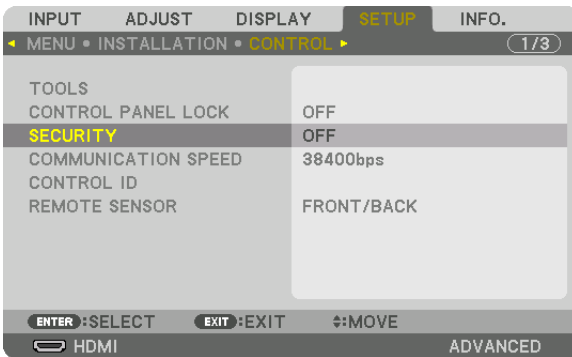 INPUT ADJUST DISPLAY SETUP INFO.
MENU • INSTALLATION • CONTROL 1/3
TOOLS
CONTROL PANEL LOCK OFF
SECURITY OFF
COMMUNICATION SPEED 38400bps
CONTROL ID
REMOTE SENSOR FRONT/BACK
ENTER :SELECT EXIT :EXIT :MOVE
HDMI ADVANCED